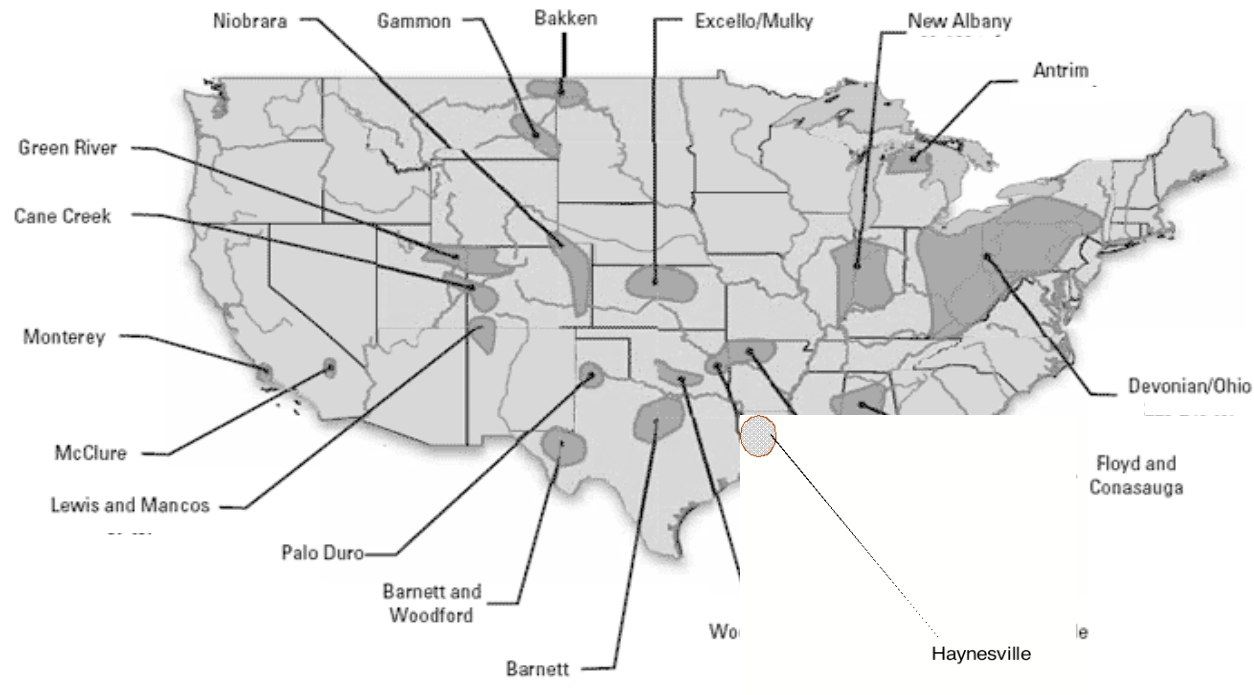 Niobrara
Gammon
Bakken
Excello/Mulky
New Albany
Antrim
Green River
Cane Creek
Monterey
McClure
Lewis and Mancos
Palo Duro
Barnett and
Woodford
Barnett
Devonian/Ohio
Floyd and
Conasauga
Haynesville